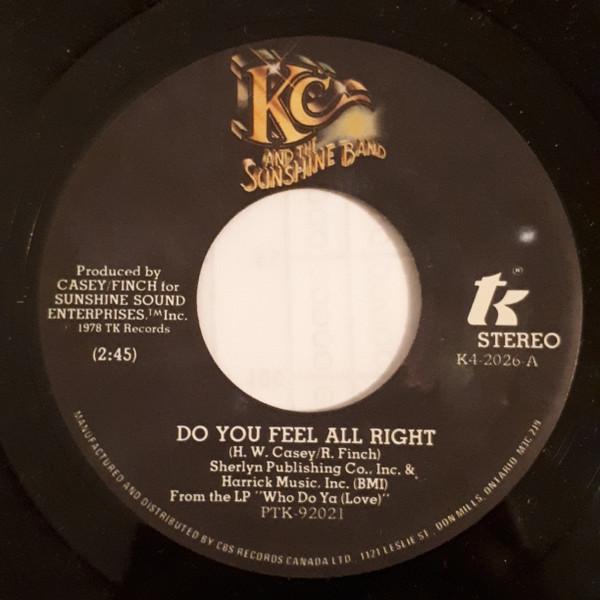 KC
AND THE
SUNSHINE BAND
Produced by
CASEY/FINCH for
SUNSHINE SOUND
ENTERPRISES,™Inc.
1978 TK Records
(2:45)
tk®
STEREO
K4-2026-A
DO YOU FEEL ALL RIGHT
(H. W. Casey/R. Finch)
Sherlyn Publishing Co., Inc. &
Harrick Music, Inc. (BMI)
From the LP "Who Do Ya (Love)"
PTK-92021
MANUFACTURED AND DISTRIBUTED BY CBS RECORDS CANADA LTD., 1121 LESLIE ST., DON MILLS, ONTARIO M3C 2J9